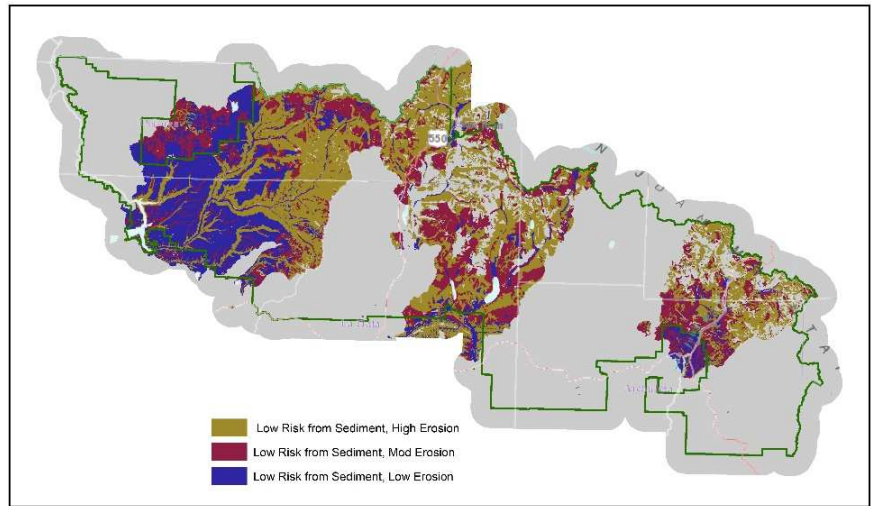 550
N J U A N
T A
Low Risk from Sediment, High Erosion
Low Risk from Sediment, Mod Erosion
Low Risk from Sediment, Low Erosion